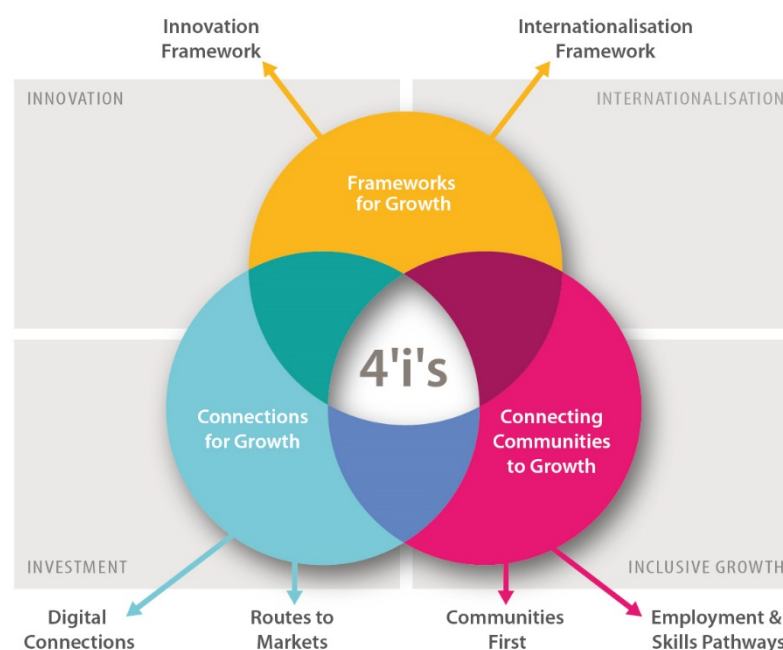 Innovation
Framework
Internationalisation
Framework
INNOVATION
INTERNATIONALISATION
Frameworks
for Growth
4'i's
Connections
for Growth
Connecting
Communities
to Growth
INVESTMENT
INCLUSIVE GROWTH
Digital
Connections
Routes to
Markets
Communities
First
Employment &
Skills Pathways